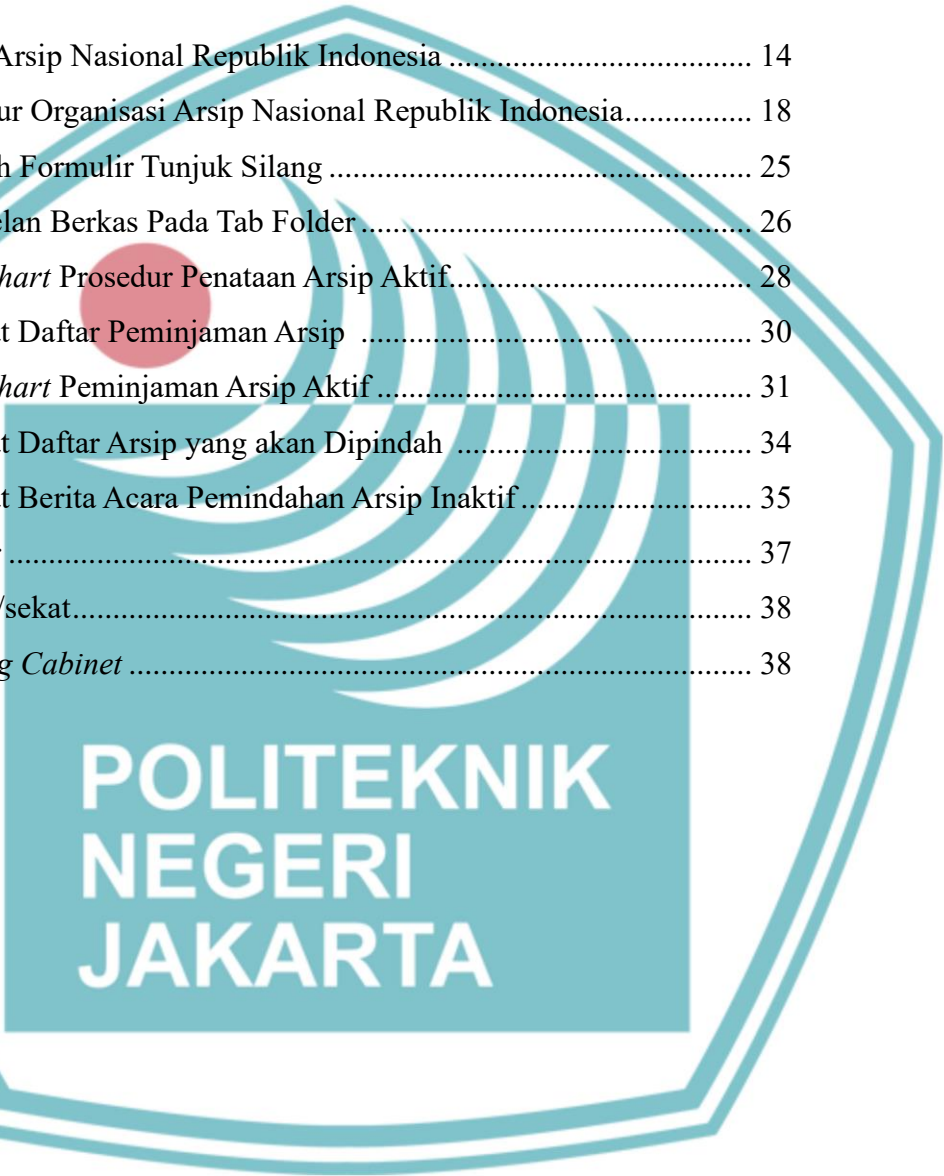 Arsip Nasional Republik Indonesia ................................... 14
ur Organisasi Arsip Nasional Republik Indonesia................ 18
h Formulir Tunjuk Silang .................................................. 25
elan Berkas Pada Tab Folder .............................................. 26
hart Prosedur Penataan Arsip Aktif................................... 28
at Daftar Peminjaman Arsip ............................................. 30
hart Peminjaman Arsip Aktif ............................................ 31
at Daftar Arsip yang akan Dipindah .................................. 34
at Berita Acara Pemindahan Arsip Inaktif........................... 35
.......................................................................................... 37
/sekat.................................................................................. 38
g Cabinet ........................................................................... 38
POLITEKNIK
NEGERI
JAKARTA